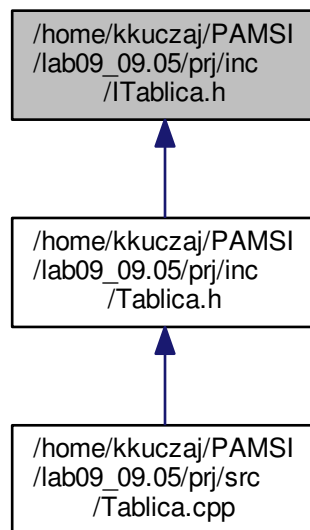 /home/kkuczaj/PAMSI
/lab09_09.05/prj/inc
/ITablica.h
/home/kkuczaj/PAMSI
/lab09_09.05/prj/inc
/Tablica.h
/home/kkuczaj/PAMSI
/lab09_09.05/prj/src
/Tablica.cpp